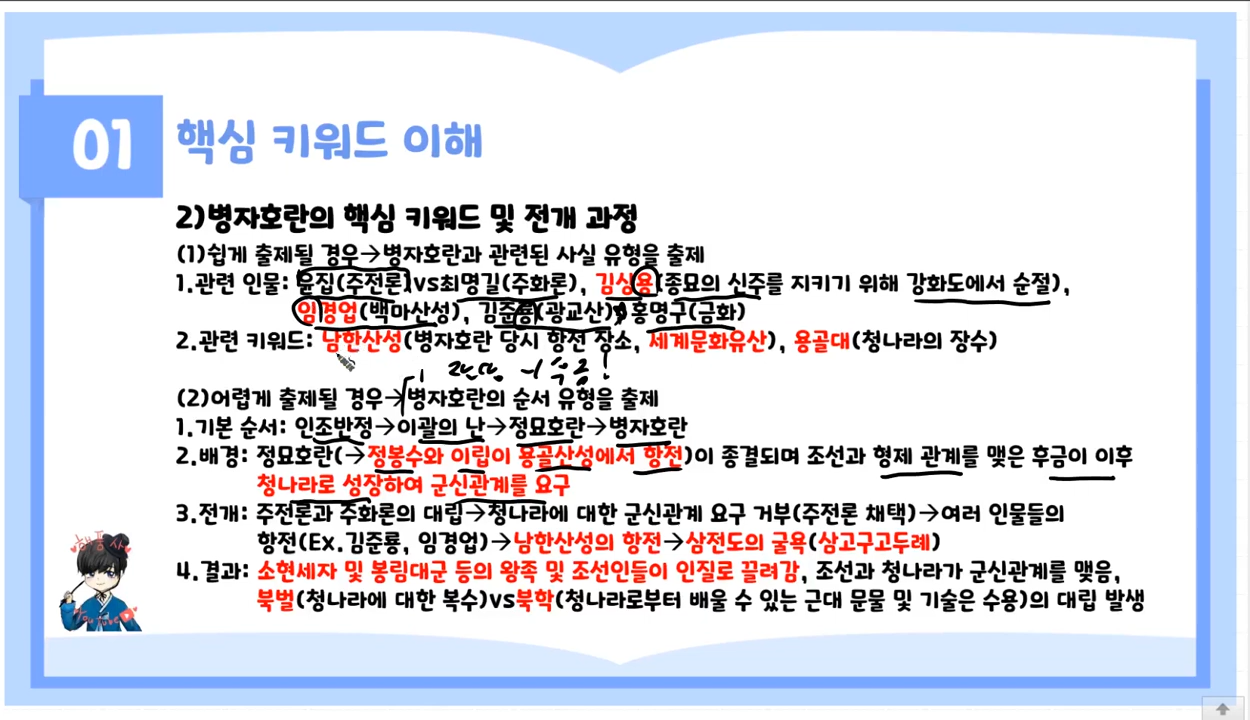 01
핵심 키워드 이해
2)병자호란의 핵심 키워드 및 전개 과정
(1)쉽게 출제될 경우→병자호란과 관련된 사실 유형을 출제
1.관련 인물: 윤집(주전론)vs최명길(주화론), 김상용(종묘의 신주를 지키기 위해 강화도에서 순절),
임경업(백마산성), 김준룡(광교산), 홍명구(금화)
2.관련 키워드: 남한산성(병자호란 당시 항전 장소, 세계문화유산), 용골대(청나라의 장수)
(2)어렵게 출제될 경우→병자호란의 순서 유형을 출제
1.기본 순서: 인조반정→이괄의 난→정묘호란→병자호란
2.배경: 정묘호란(→정봉수와 이립이 용골산성에서 항전)이 종결되며 조선과 형제 관계를 맺은 후금이 이후
청나라로 성장하여 군신관계를 요구
3.전개: 주전론과 주화론의 대립→청나라에 대한 군신관계 요구 거부(주전론 채택)→여러 인물들의
항전(Ex.김준룡, 임경업)→남한산성의 항전→삼전도의 굴욕(삼고구고두례)
4.결과: 소현세자 및 봉림대군 등의 왕족 및 조선인들이 인질로 끌려감, 조선과 청나라가 군신관계를 맺음,
북벌(청나라에 대한 복수)vs북학(청나라로부터 배울 수 있는 근대 문물 및 기술은 수용)의 대립 발생
YouTube